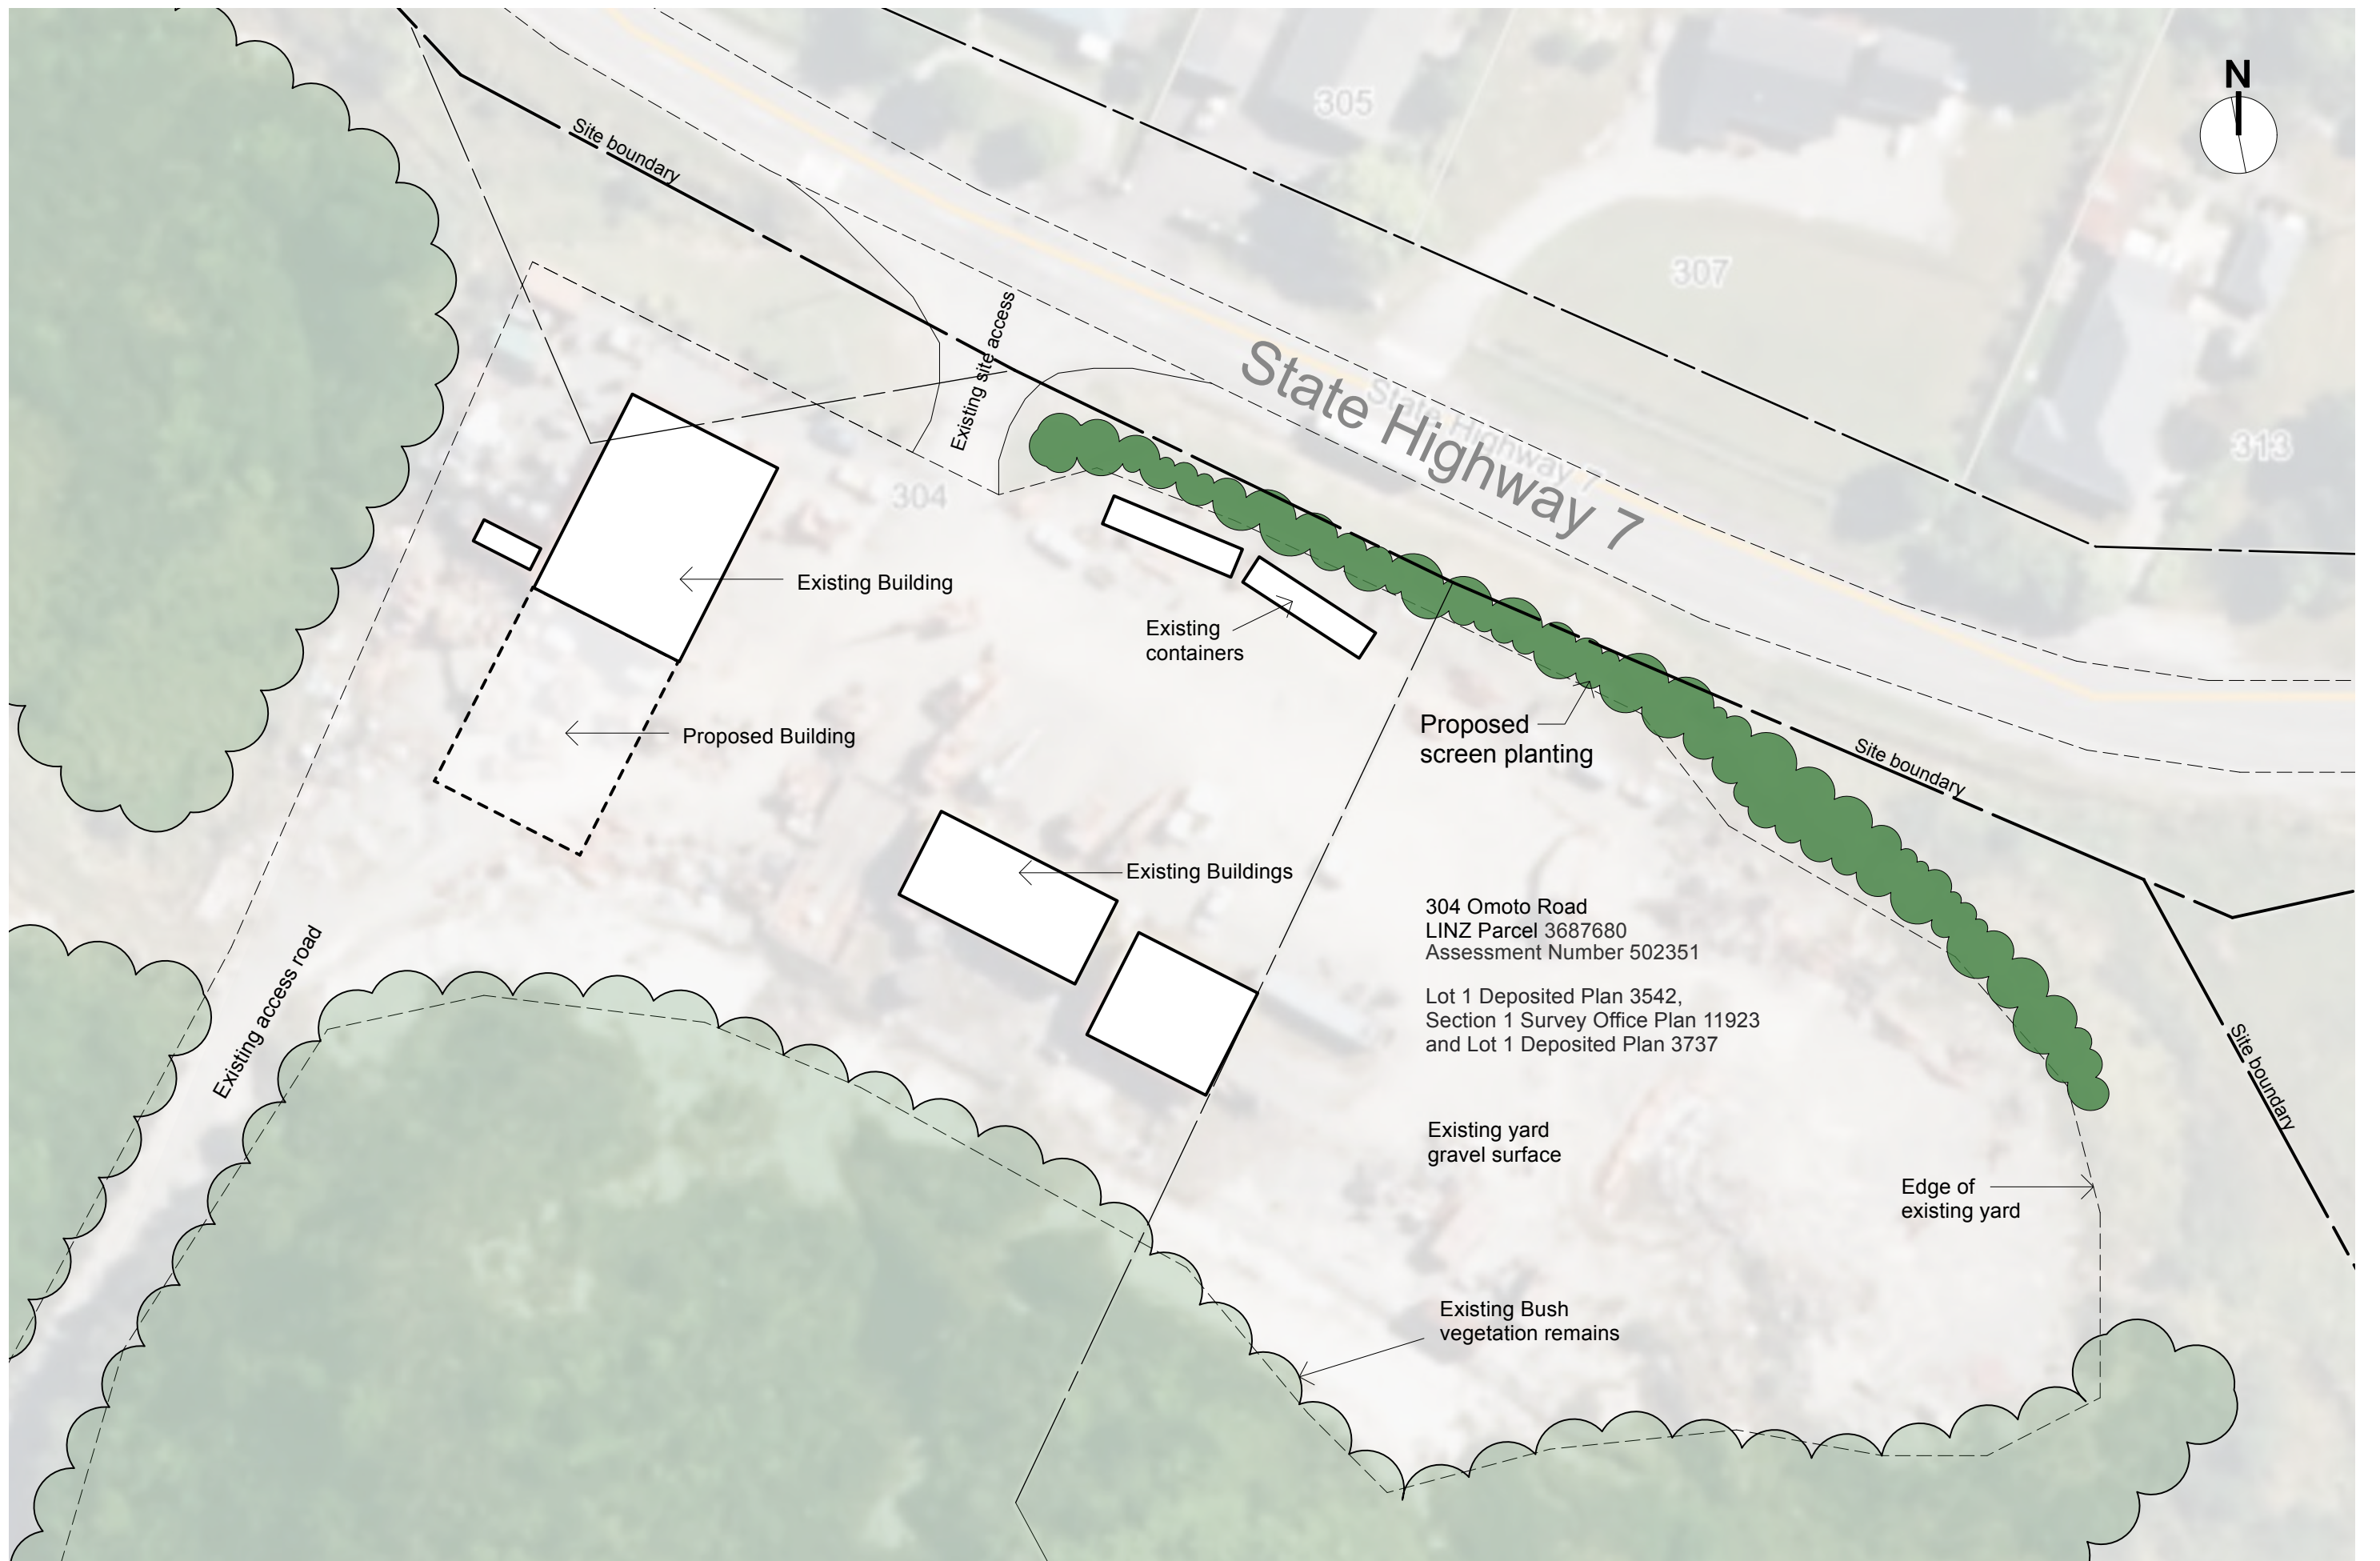 N
305
Site boundary
307
Existing site access
State Highway 7
State Highway 7
313
304
Existing Building
Existing
containers
Proposed Building
Proposed
screen planting
Site boundary
Existing Buildings
304 Omoto Road
LINZ Parcel 3687680
Assessment Number 502351
Lot 1 Deposited Plan 3542,
Section 1 Survey Office Plan 11923
and Lot 1 Deposited Plan 3737
Existing access road
Site boundary
Existing yard
gravel surface
Edge of
existing yard
Existing Bush
vegetation remains